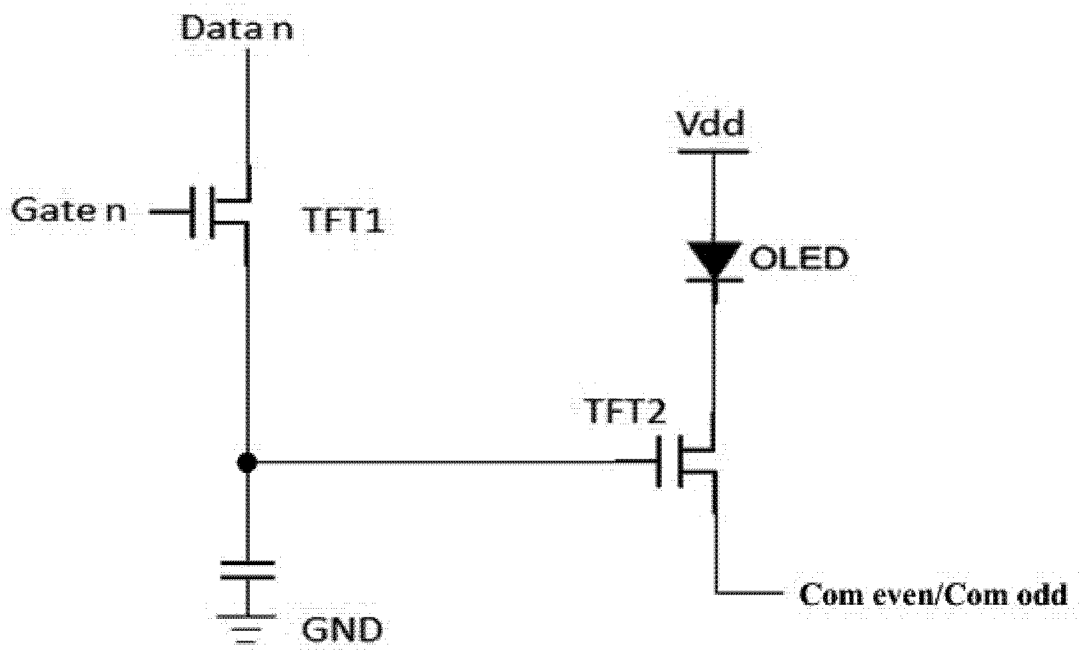 Data n
Vdd
Gate n
TFT1
OLED
TFT2
Com even/Com odd
GND